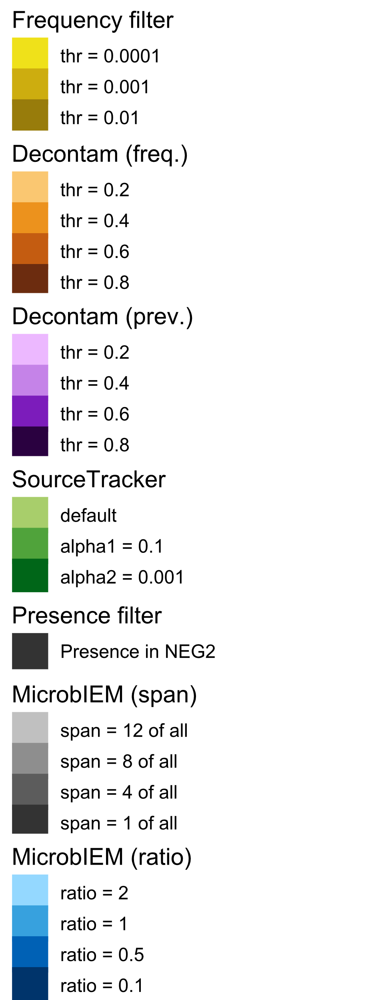 Frequency filter
thr = 0.0001
thr = 0.001
thr = 0.01
Decontam (freq.)
thr = 0.2
thr = 0.4
thr = 0.6
thr = 0.8
Decontam (prev.)
thr = 0.2
thr = 0.4
thr = 0.6
thr = 0.8
SourceTracker
default
alpha1 = 0.1
alpha2 = 0.001
Presence filter
Presence in NEG2
MicrobIEM (span)
span = 12 of all
span = 8 of all
span = 4 of all
span = 1 of all
MicrobIEM (ratio)
ratio = 2
ratio = 1
ratio = 0.5
ratio = 0.1